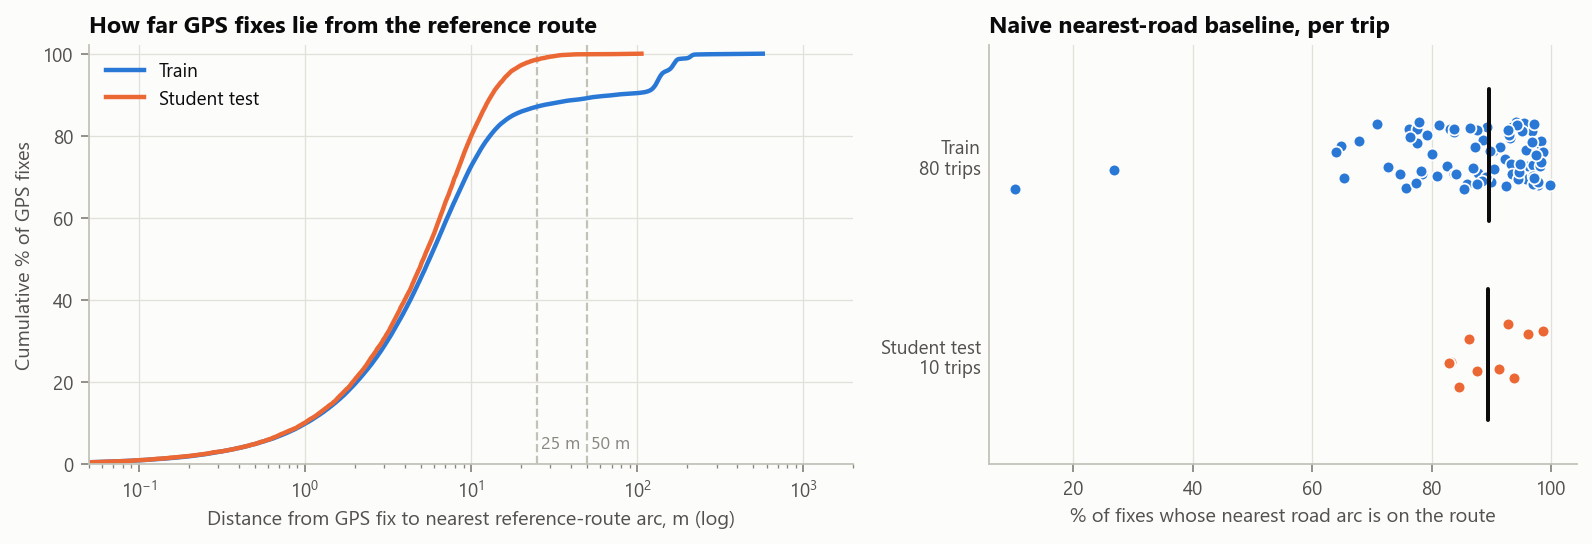 How far GPS fixes lie from the reference route
Train
Student test
Cumulative % of GPS fixes
100
80
60
40
20
0
25 m
50 m
10⁻¹
10⁰
10¹
10²
10³
Distance from GPS fix to nearest reference-route arc, m (log)
Naive nearest-road baseline, per trip
Train
80 trips
Student test
10 trips
20
40
60
80
100
% of fixes whose nearest road arc is on the route